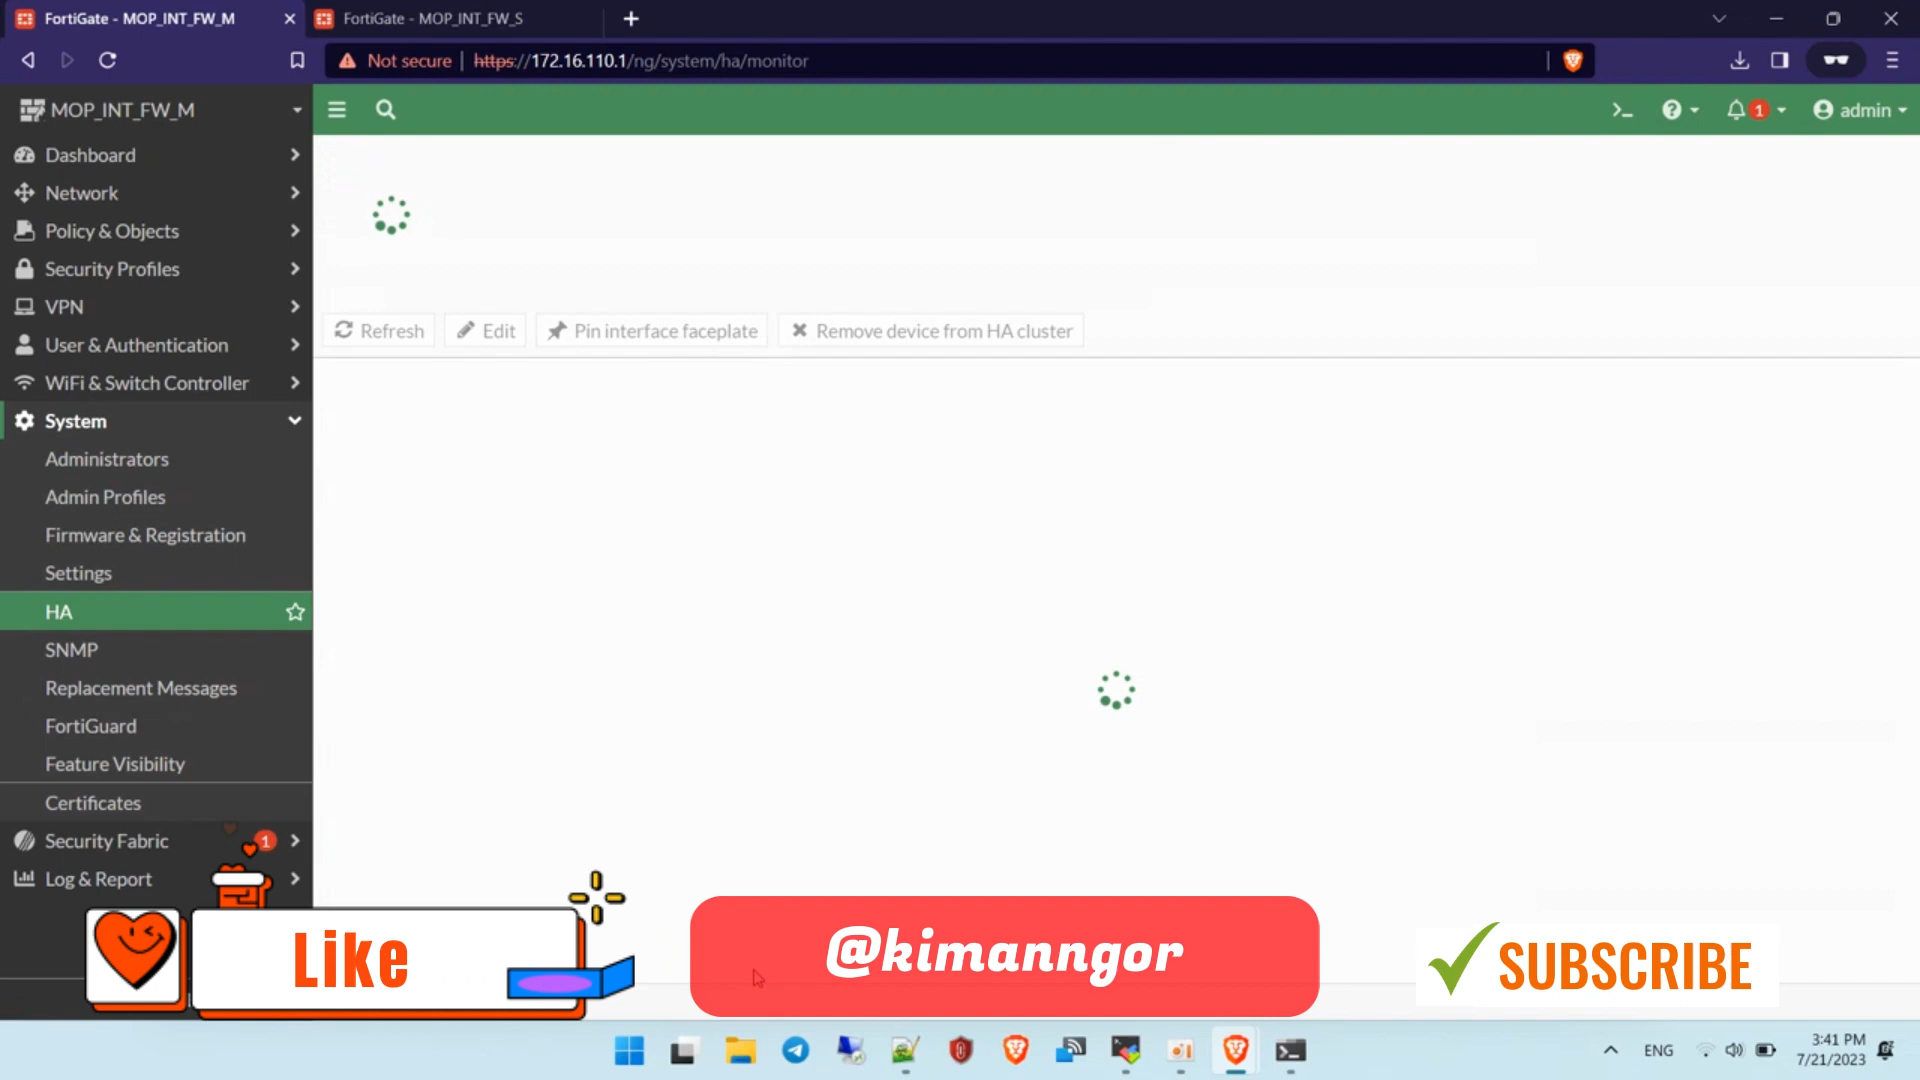 FortiGate - MOP_INT_FW_M
FortiGate - MOP_INT_FW_S
Not secure
https://172.16.110.1/ng/system/ha/monitor
MOP_INT_FW_M
1
admin
Dashboard
Network
Policy & Objects
Security Profiles
VPN
User & Authentication
WiFi & Switch Controller
System
Administrators
Admin Profiles
Firmware & Registration
Settings
HA
SNMP
Replacement Messages
FortiGuard
Feature Visibility
Certificates
Security Fabric
1
Log & Report
Refresh
Edit
Pin interface faceplate
Remove device from HA cluster
Like
@kimanngor
SUBSCRIBE
ENG
3:41 PM
7/21/2023